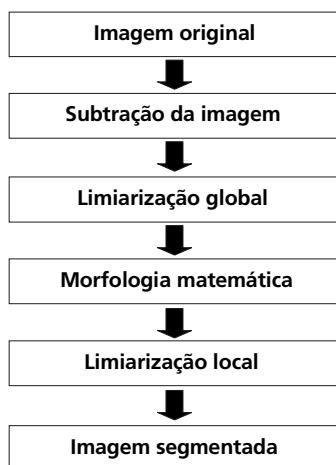 Imagem original
Subtração da imagem
Limiarização global
Morfologia matemática
Limiarização local
Imagem segmentada